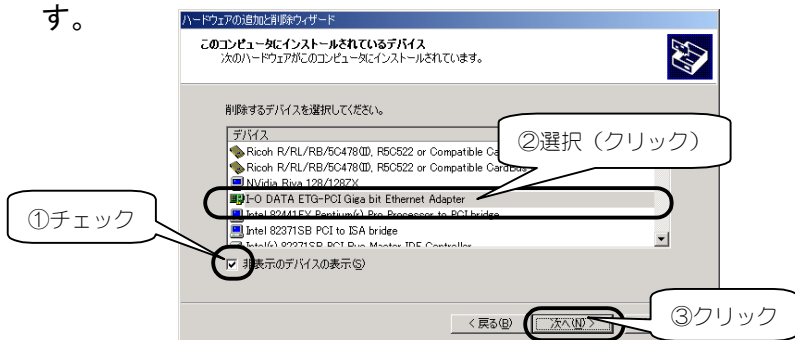 す。
ハードウェアの追加と削除ウィザード
このコンピュータにインストールされているデバイス
次のハードウェアがこのコンピュータにインストールされています。
削除するデバイスを選択してください。
デバイス
Ricoh R/RL/RB/5C478(II), R5C522 or Compatible Ca
②選択（クリック）
Ricoh R/RL/RB/5C478(II), R5C522 or Compatible CardBus
NVidia Riva 128/128ZX
I-O DATA ETG-PCI Giga bit Ethernet Adapter
①チェック
Intel 82441FX Pentium(r) Pro Processor to PCI bridge
Intel 82371SB PCI to ISA bridge
Intel(r) 82371SB PCI Bus Master IDE Controller
非表示のデバイスの表示(S)
< 戻る(B)
次へ(N) >
③クリック